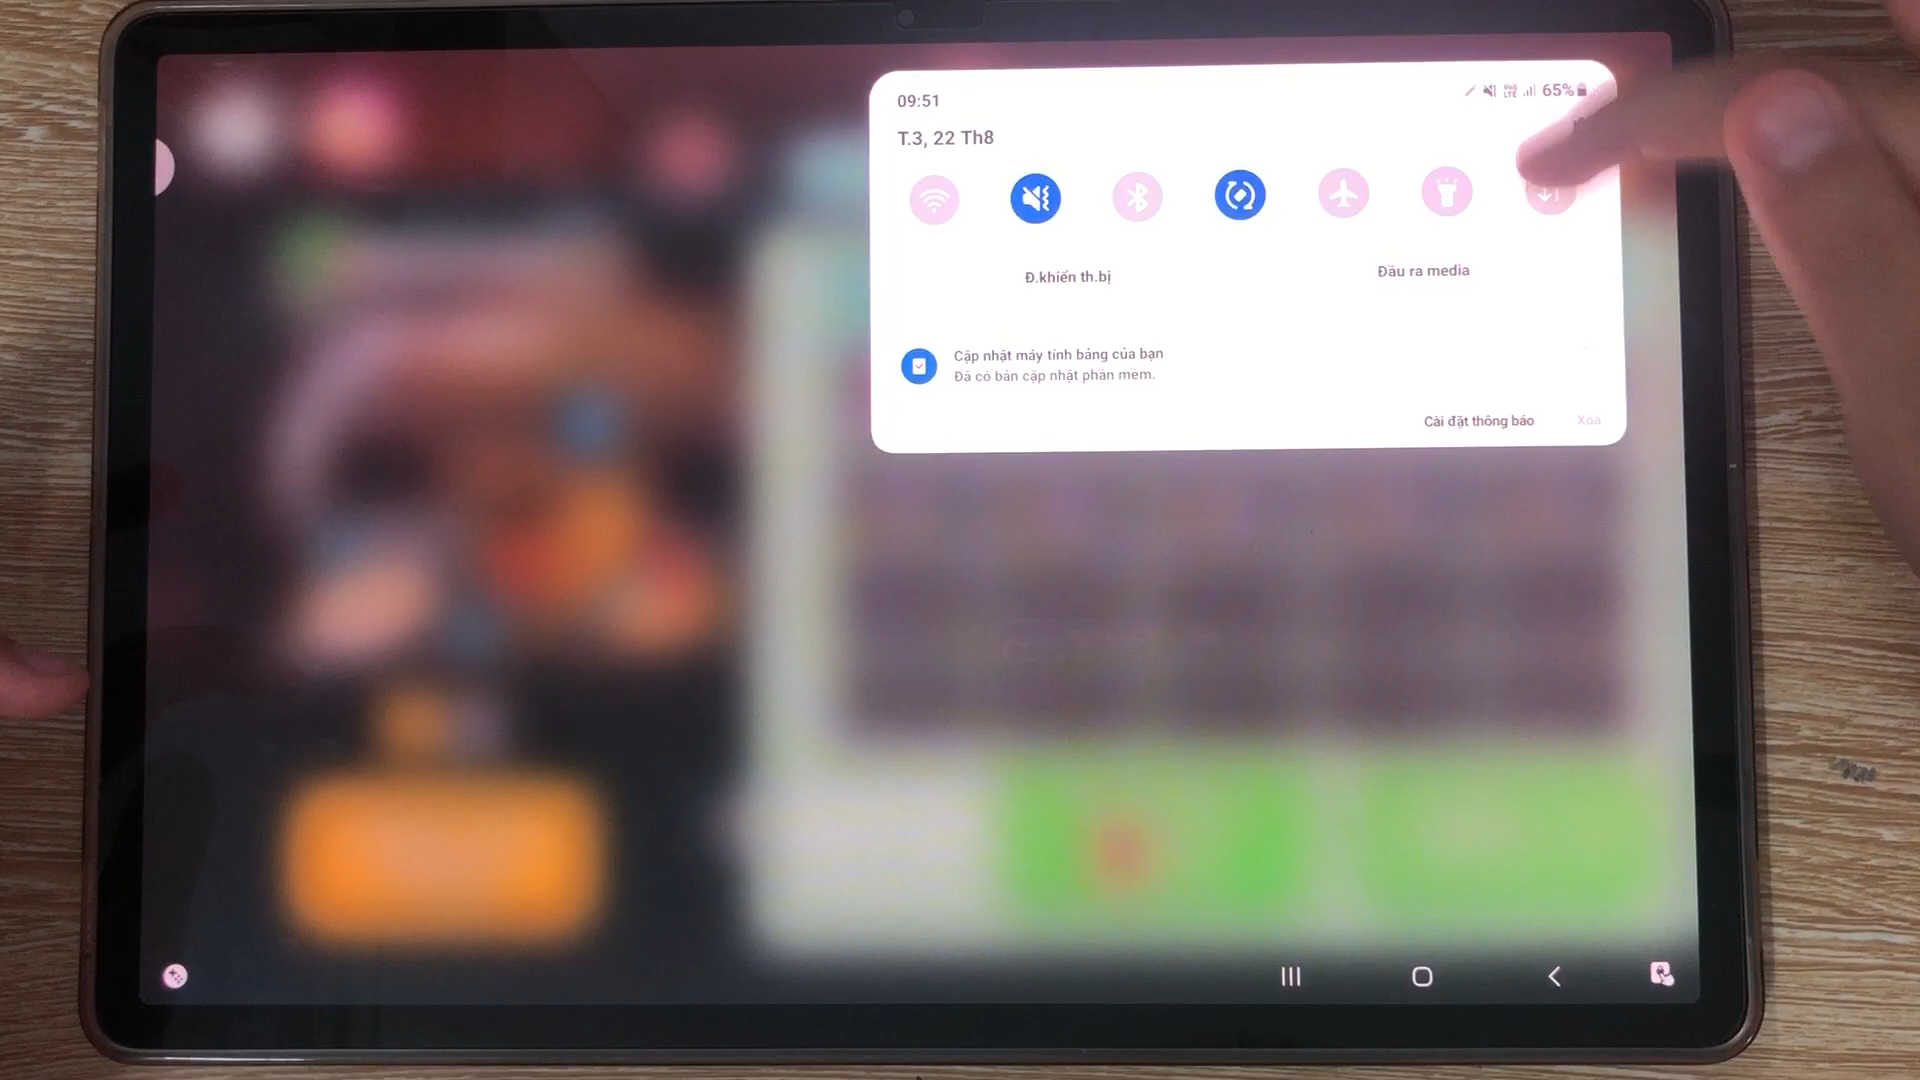 09:51
65%
T.3, 22 Th8
Đ.khiển th.bị
Đầu ra media
Cập nhật máy tính bảng của bạn
Đã có bản cập nhật phần mềm.
Cài đặt thông báo
Xóa